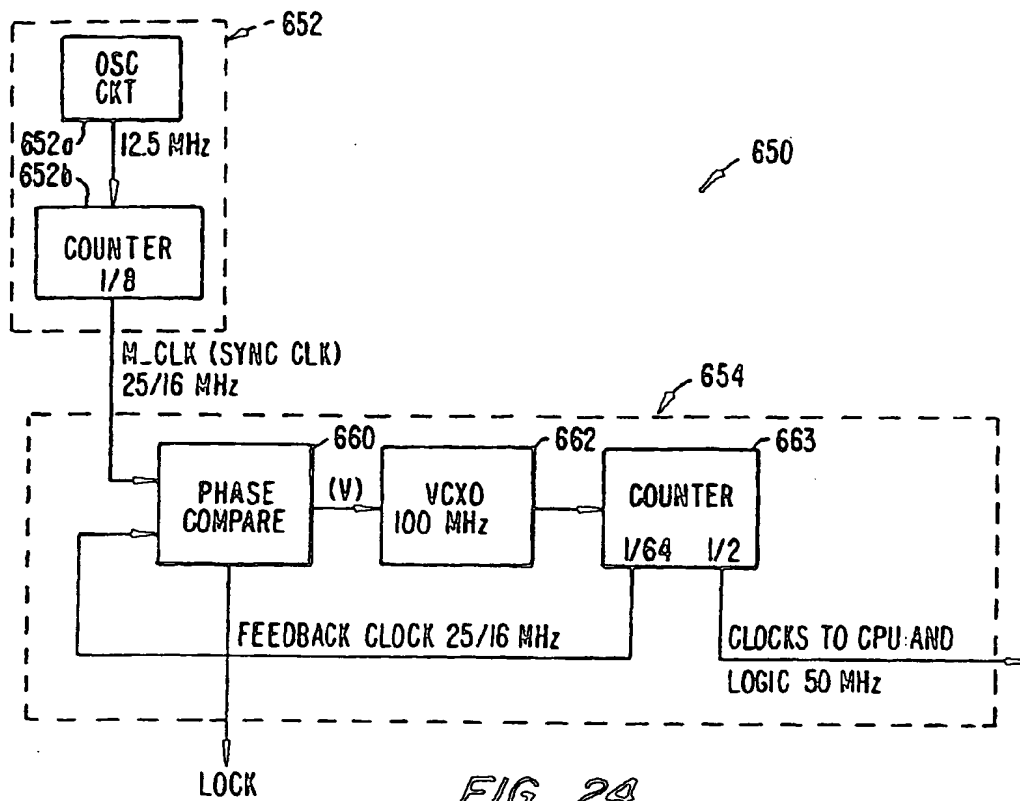 652
OSC
CKT
652a
12.5 MHz
652b
650
COUNTER
1/8
M_CLK (SYNC CLK)
25/16 MHz
654
660
662
663
PHASE
COMPARE
(V)
VCXO
100 MHz
COUNTER
1/64 1/2
FEEDBACK CLOCK 25/16 MHz
CLOCKS TO CPU AND
LOGIC 50 MHz
LOCK
FIG. 24